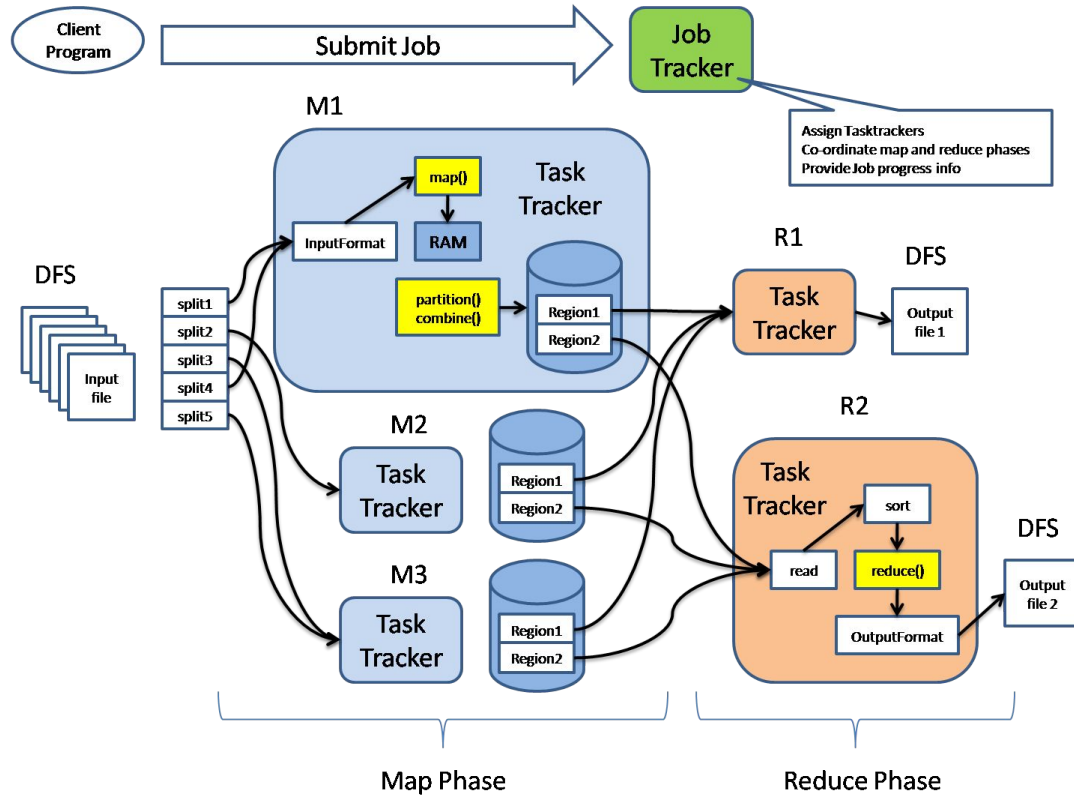 Client
Program
Submit Job
Job
Tracker
Assign Tasktrackers
Co-ordinate map and reduce phases
Provide Job progress info
M1
map()
Task
Tracker
InputFormat
RAM
partition()
combine()
Region1
Region2
DFS
Input
file
split1
split2
split3
split4
split5
M2
Task
Tracker
Region1
Region2
M3
Task
Tracker
Region1
Region2
R1
Task
Tracker
DFS
Output
file 1
R2
Task
Tracker
sort
read
reduce()
OutputFormat
DFS
Output
file 2
Map Phase
Reduce Phase